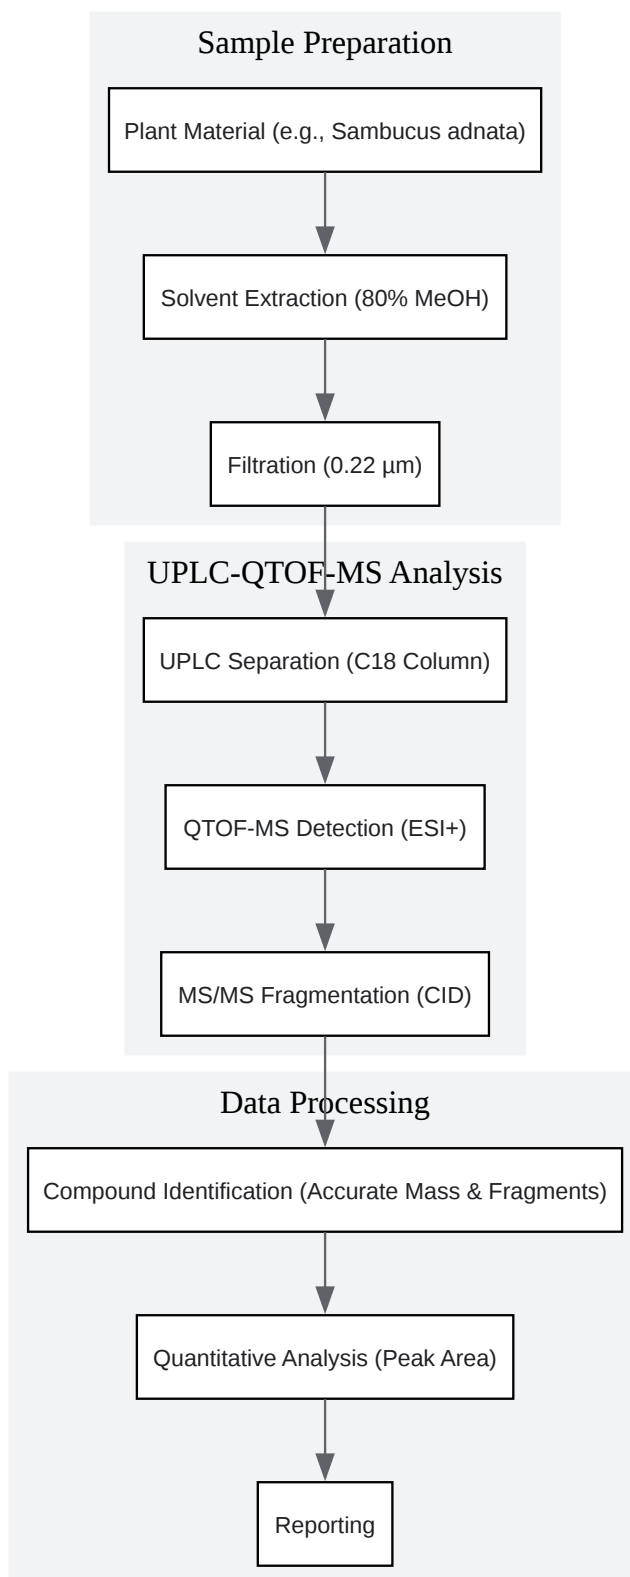 Sample Preparation
Plant Material (e.g., Sambucus adnata)
Solvent Extraction (80% MeOH)
Filtration (0.22 µm)
UPLC-QTOF-MS Analysis
UPLC Separation (C18 Column)
QTOF-MS Detection (ESI+)
MS/MS Fragmentation (CID)
Data Processing
Compound Identification (Accurate Mass & Fragments)
Quantitative Analysis (Peak Area)
Reporting